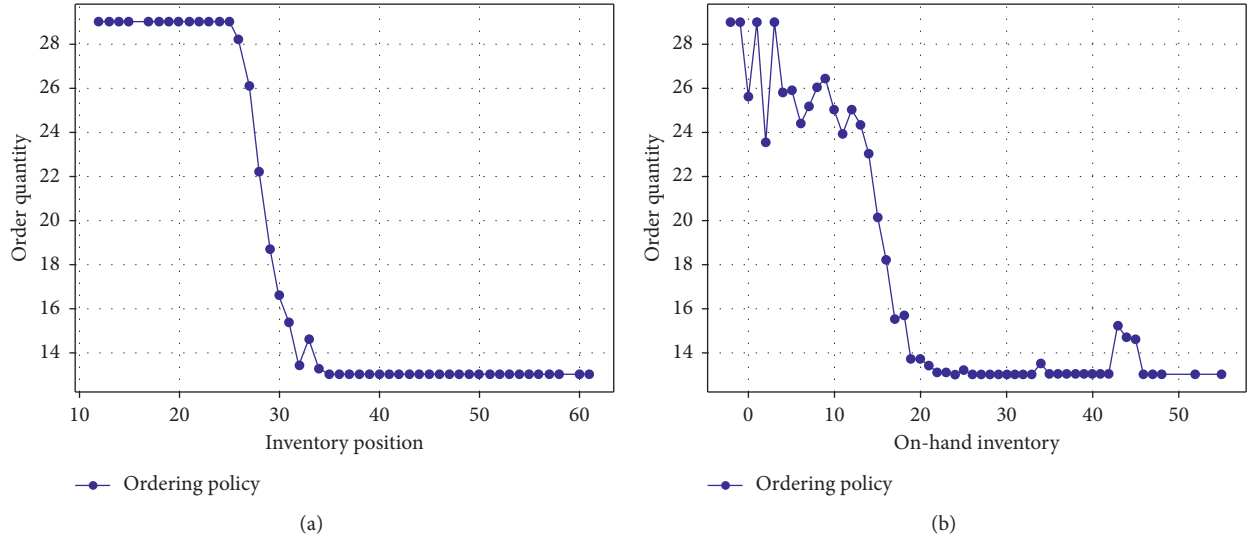 Order quantity
28
26
24
22
20
18
16
14
10 20 30 40 50 60
Inventory position
Ordering policy
(a)
Order quantity
28
26
24
22
20
18
16
14
0 10 20 30 40 50
On-hand inventory
Ordering policy
(b)